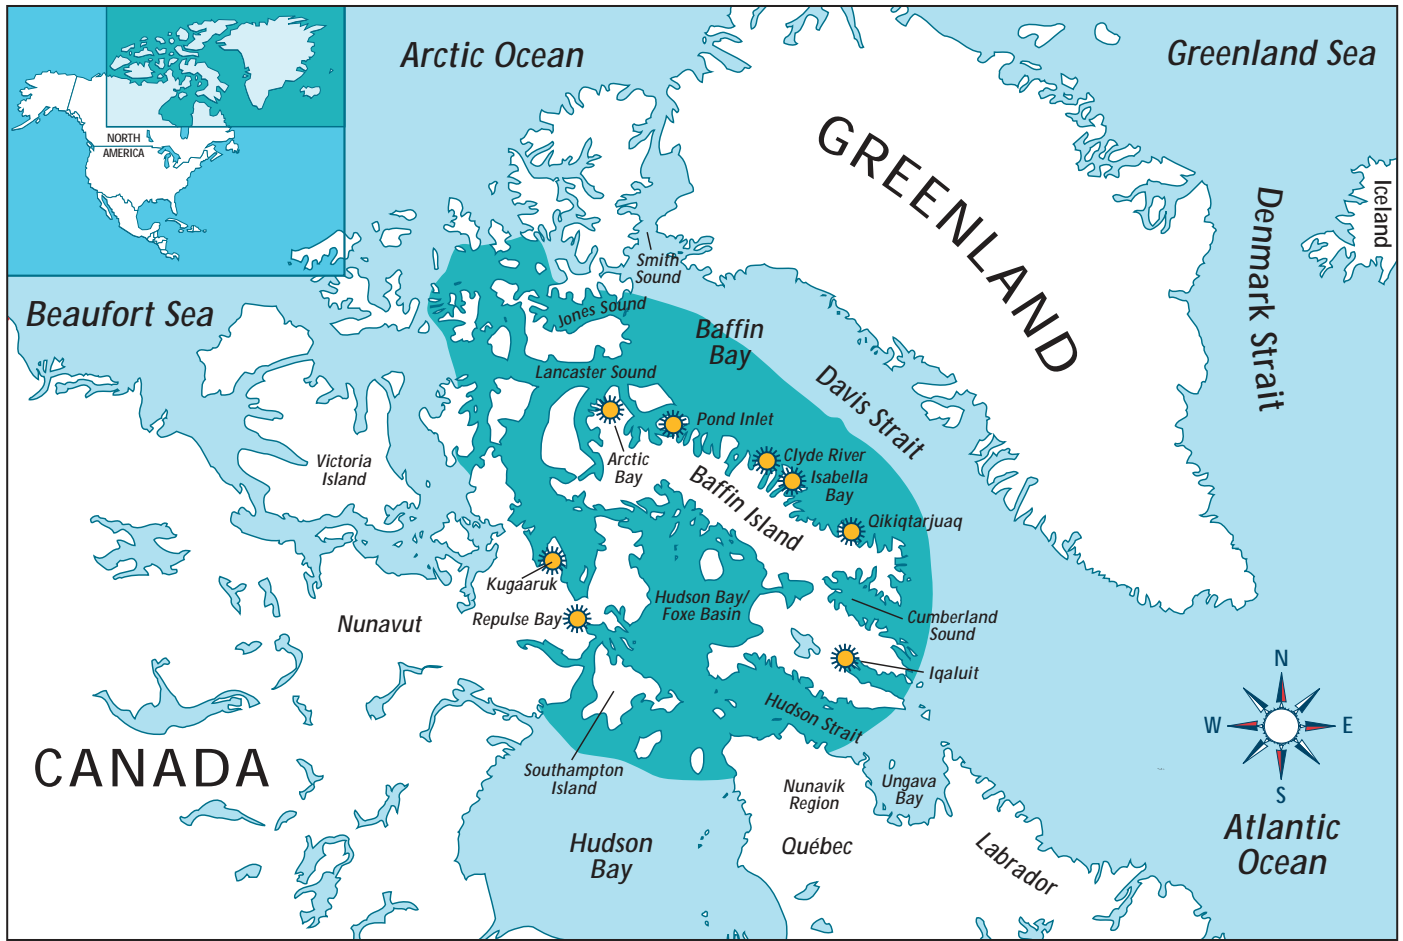 Arctic Ocean
Greenland Sea
NORTH
AMERICA
GREENLAND
Iceland
Denmark Strait
Smith
Sound
Beaufort Sea
Jones Sound
Baffin
Bay
Lancaster Sound
Davis Strait
Pond Inlet
Arctic
Bay
Clyde River
Isabella
Bay
Victoria
Island
Baffin Island
Qikiqtarjuaq
Kugaaruk
Hudson Bay/
Foxe Basin
Repulse Bay
Nunavut
Cumberland
Sound
Iqaluit
N
W
E
S
Hudson Strait
CANADA
Southampton
Island
Nunavik
Region
Ungava
Bay
Hudson
Bay
Québec
Labrador
Atlantic
Ocean